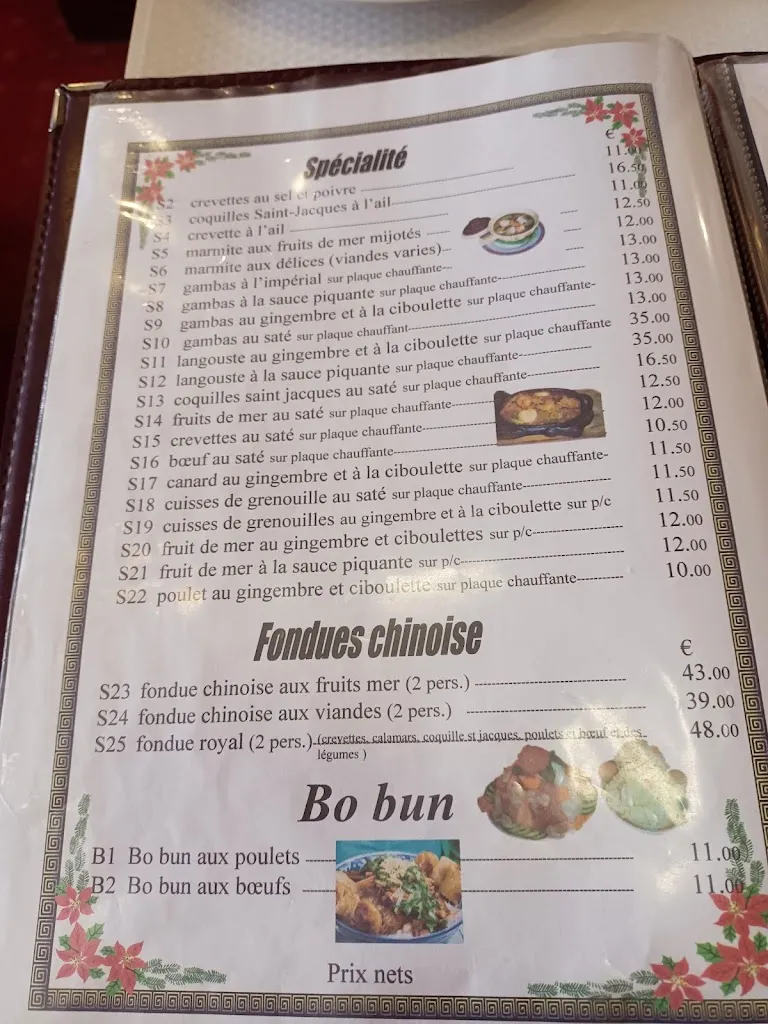 Spécialité
€
S2 crevettes au sel et poivre 11.00
S3 coquilles Saint-Jacques à l'ail 16.50
S4 crevette à l'ail 11.00
S5 marmite aux fruits de mer mijotés 12.50
S6 marmite aux délices (viandes varies) 12.00
S7 gambas à l'impérial sur plaque chauffante 13.00
S8 gambas à la sauce piquante sur plaque chauffante 13.00
S9 gambas au gingembre et à la ciboulette sur plaque chauffante 13.00
S10 gambas au saté sur plaque chauffant 13.00
S11 langouste au gingembre et à la ciboulette sur plaque chauffante 35.00
S12 langouste à la sauce piquante sur plaque chauffante 35.00
S13 coquilles saint jacques au saté sur plaque chauffante 16.50
S14 fruits de mer au saté sur plaque chauffante 12.50
S15 crevettes au saté sur plaque chauffante 12.00
S16 bœuf au saté sur plaque chauffante 10.50
S17 canard au gingembre et à la ciboulette sur plaque chauffante 11.50
S18 cuisses de grenouille au saté sur plaque chauffante 11.50
S19 cuisses de grenouilles au gingembre et à la ciboulette sur p/c 11.50
S20 fruit de mer au gingembre et ciboulettes sur p/c 12.00
S21 fruit de mer à la sauce piquante sur p/c 12.00
S22 poulet au gingembre et ciboulette sur plaque chauffante 10.00
Fondues chinoise
€
S23 fondue chinoise aux fruits mer (2 pers.) 43.00
S24 fondue chinoise aux viandes (2 pers.) 39.00
S25 fondue royal (2 pers.) (crevettes, calamars, coquille st jacques, poulets et bœuf et des 48.00
légumes )
Bo bun
B1 Bo bun aux poulets 11.00
B2 Bo bun aux bœufs 11.00
Prix nets